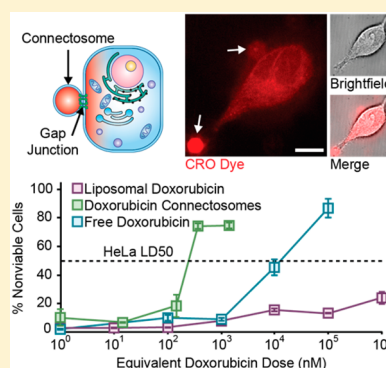 Connectosome
Gap
Junction
CRO Dye
Brightfield
Merge
% Nonviable Cells
100
80
60
40
20
0
Liposomal Doxorubicin
Doxorubicin Connectosomes
Free Doxorubicin
HeLa LD50
10⁰ 10¹ 10² 10³ 10⁴ 10⁵ 10⁶
Equivalent Doxorubicin Dose (nM)